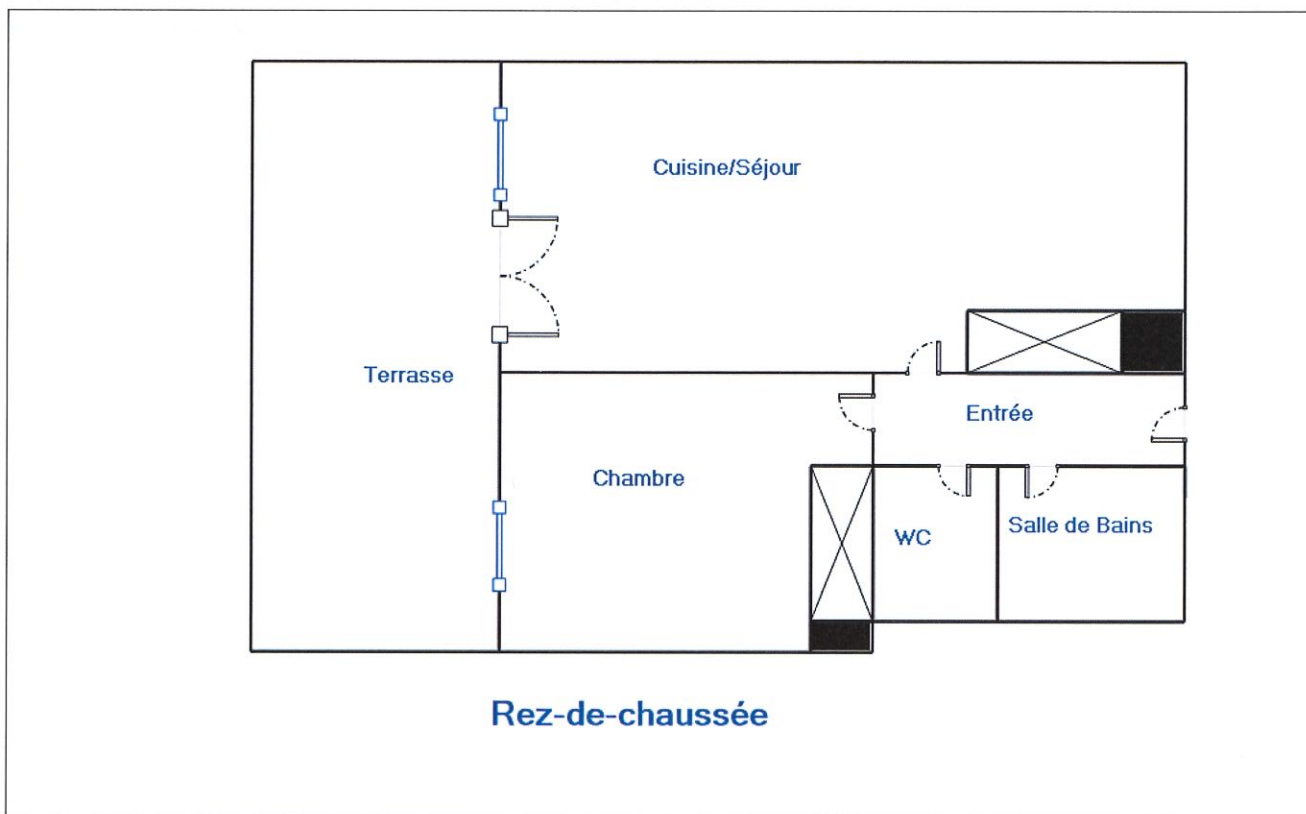 Cuisine/Séjour
Terrasse
Entrée
Chambre
WC
Salle de Bains
Rez-de-chaussée